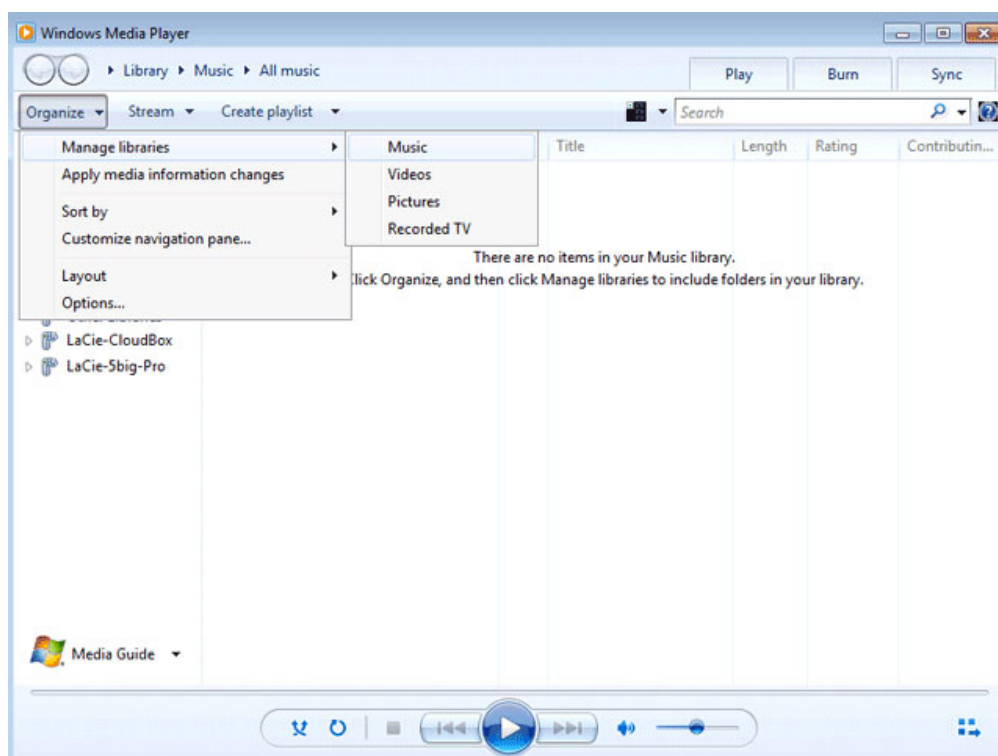 Windows Media Player
Library Music All music
Play Burn Sync
Organize Stream Create playlist
Search
Manage libraries
Apply media information changes
Sort by
Customize navigation pane...
Layout
Options...
Music
Videos
Pictures
Recorded TV
Title Length Rating Contributin...
There are no items in your Music library.
lick Organize, and then click Manage libraries to include folders in your library.
LaCie-CloudBox
LaCie-5big-Pro
Media Guide